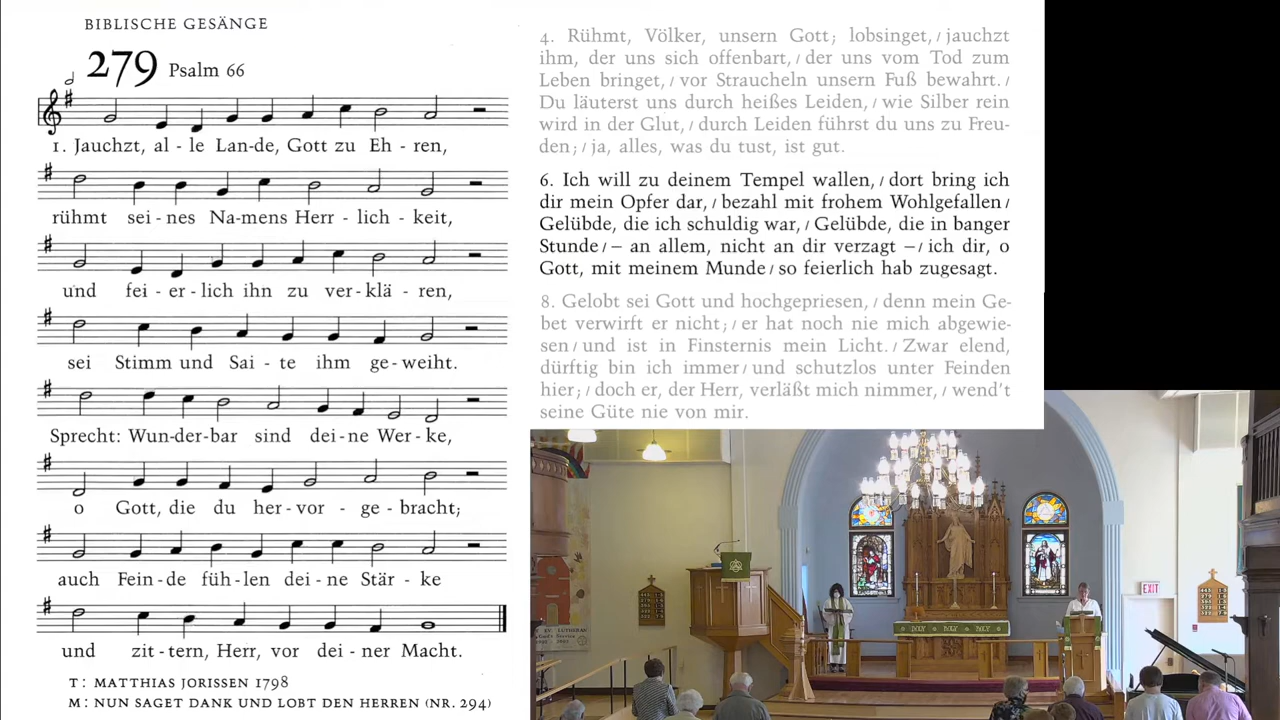 BIBLISCHE GESÄNGE
279 Psalm 66
1. Jauchzt, al - le Lan-de, Gott zu Eh - ren,
rühmt sei - nes Na-mens Herr - lich - keit,
und fei - er - lich ihn zu ver - klä - ren,
sei Stimm und Sai - te ihm ge - weiht.
Sprecht: Wun-der-bar sind dei - ne Wer - ke,
o Gott, die du her - vor - ge - bracht;
auch Fein - de füh - len dei - ne Stär - ke
und zit - tern, Herr, vor dei - ner Macht.
T: MATTHIAS JORISSEN 1798
M: NUN SAGET DANK UND LOBT DEN HERREN (NR. 294)
4. Rühmt, Völker, unsern Gott; lobsinget, / jauchzt
ihm, der uns sich offenbart, / der uns vom Tod zum
Leben bringet, / vor Straucheln unsern Fuß bewahrt. /
Du läuterst uns durch heißes Leiden, / wie Silber rein
wird in der Glut, / durch Leiden führst du uns zu Freu-
den; / ja, alles, was du tust, ist gut.
6. Ich will zu deinem Tempel wallen, / dort bring ich
dir mein Opfer dar, / bezahl mit frohem Wohlgefallen /
Gelübde, die ich schuldig war, / Gelübde, die in banger
Stunde / – an allem, nicht an dir verzagt – / ich dir, o
Gott, mit meinem Munde / so feierlich hab zugesagt.
8. Gelobt sei Gott und hochgepriesen, / denn mein Ge-
bet verwirft er nicht; / er hat noch nie mich abgewie-
sen / und ist in Finsternis mein Licht. / Zwar elend,
dürftig bin ich immer / und schutzlos unter Feinden
hier; / doch er, der Herr, verläßt mich nimmer, / wend't
seine Güte nie von mir.
HOLY HOLY HOLY
EXIT